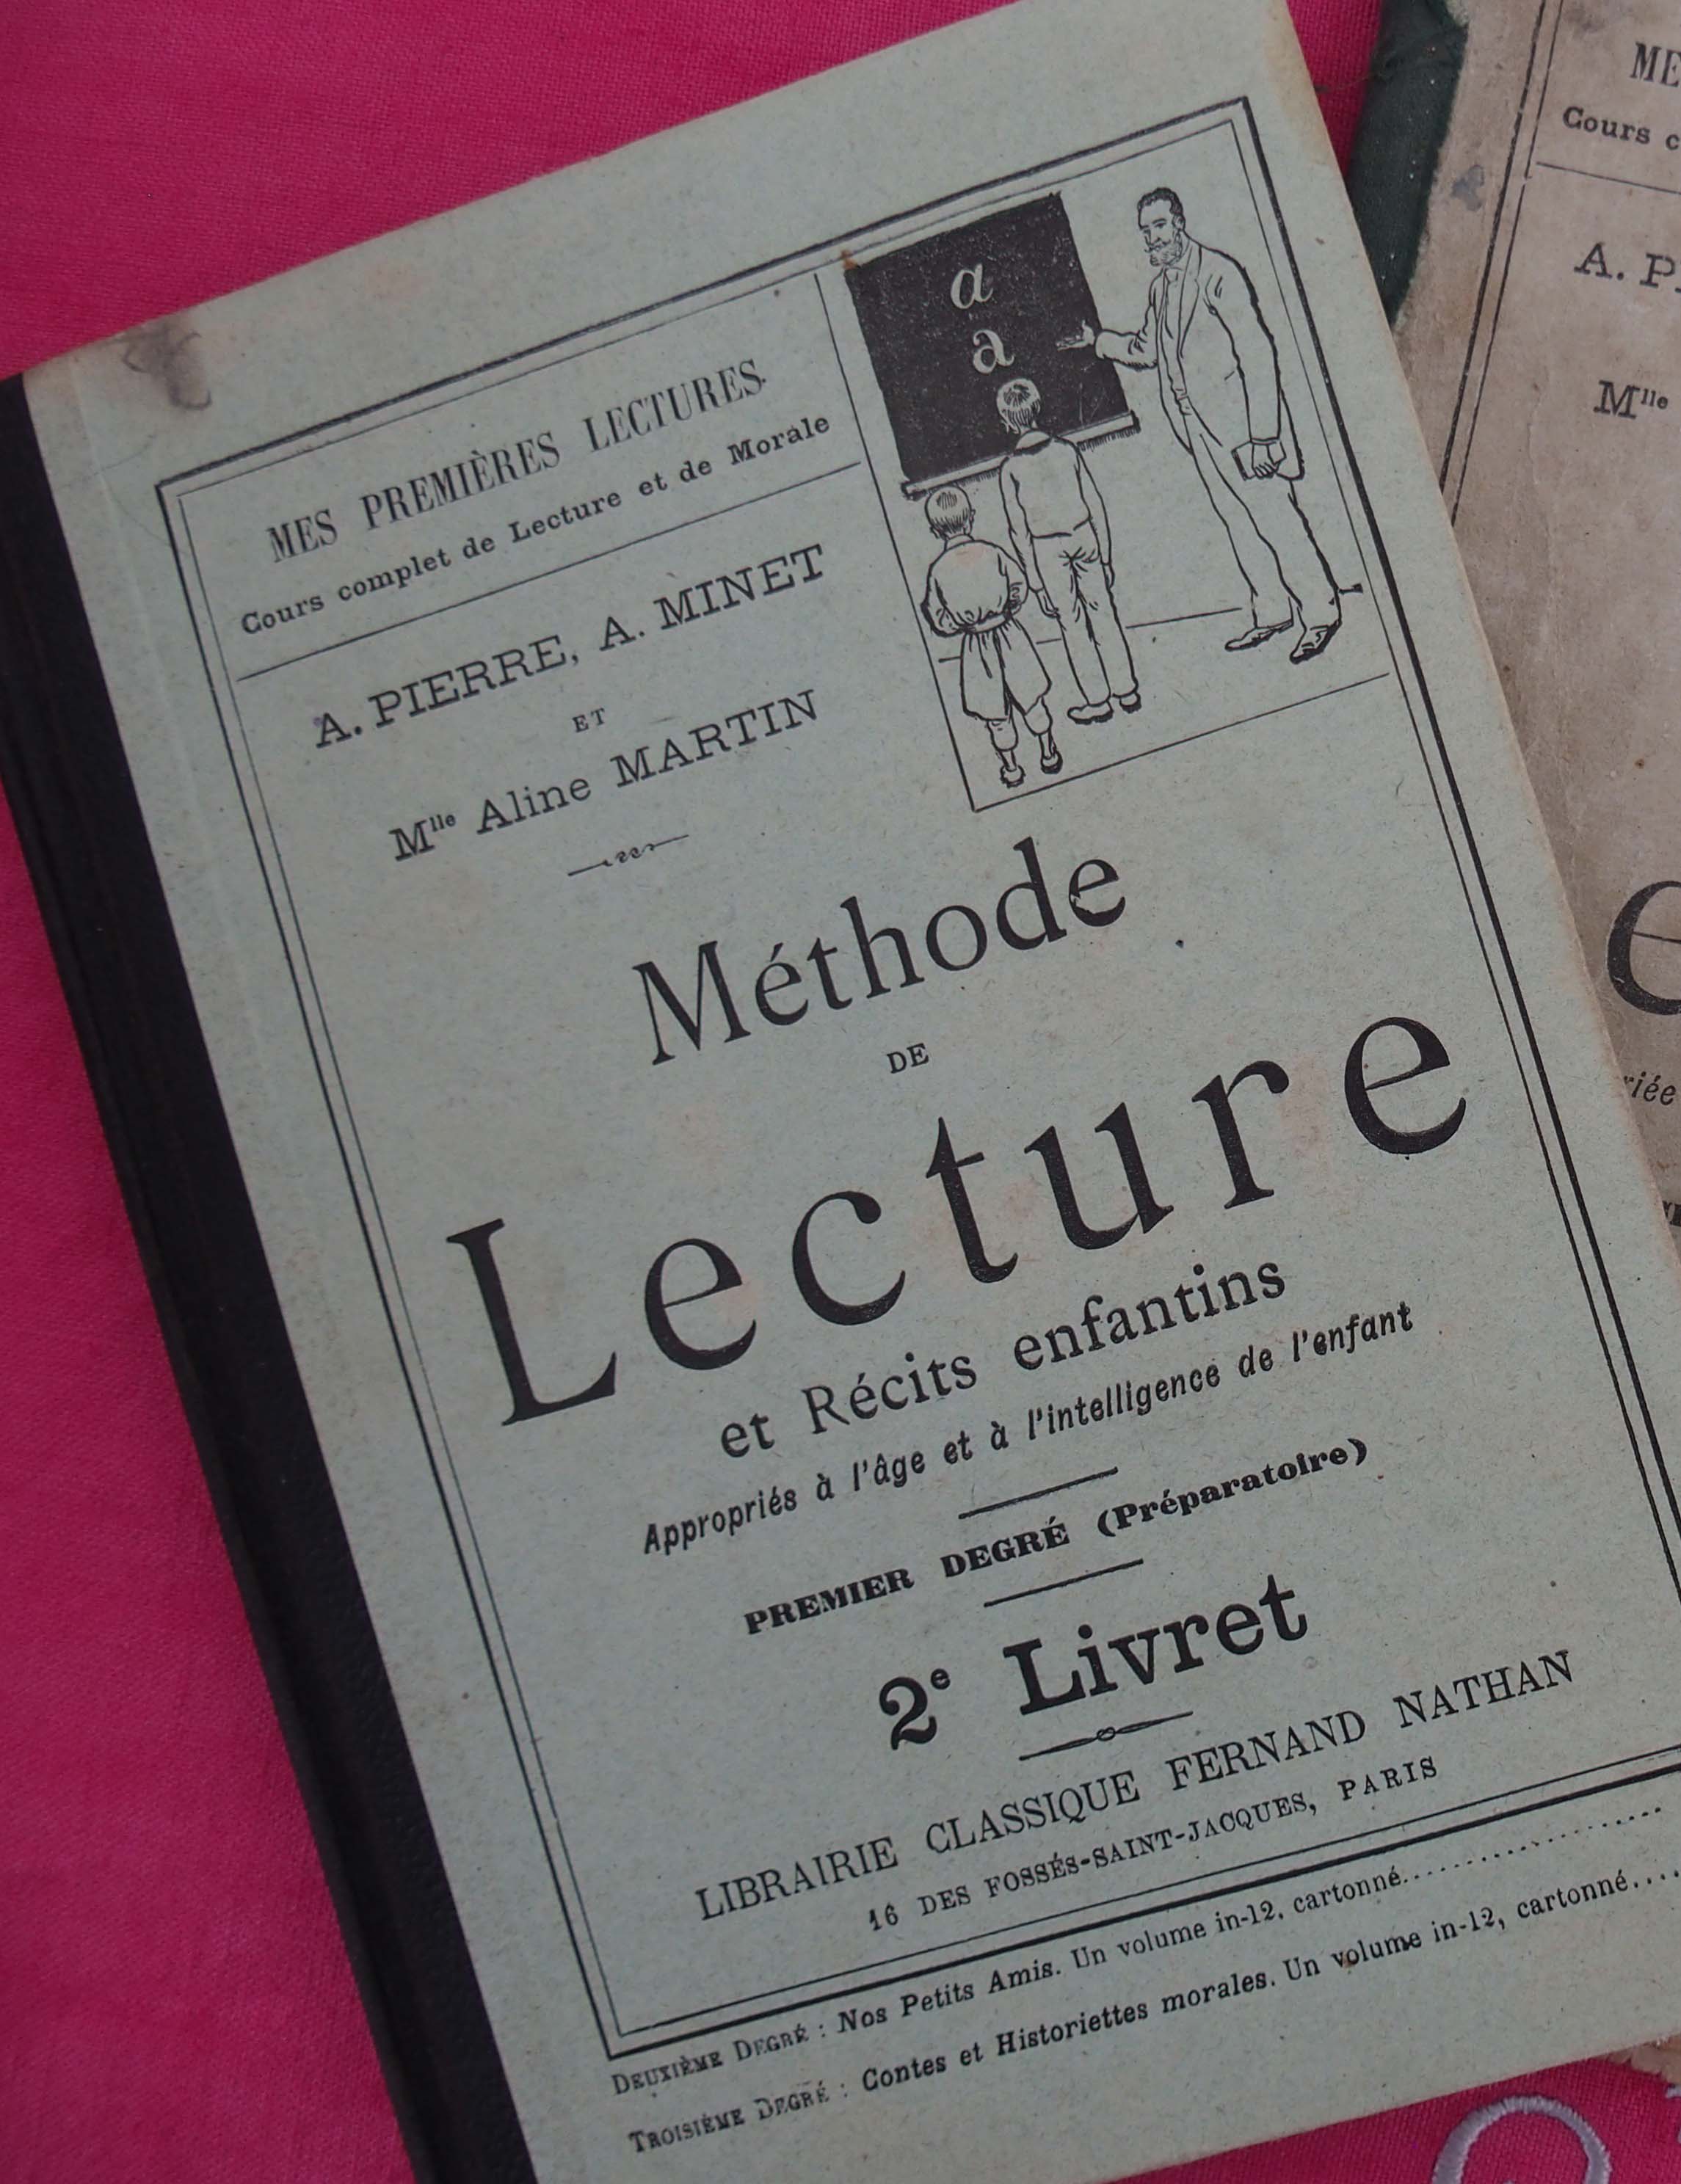 MES PREMIÈRES LECTURES
Cours complet de Lecture et de Morale
A. PIERRE, A. MINET
ET
Mlle Aline MARTIN
a
a
Méthode
DE
Lecture
et Récits enfantins
Appropriés à l'âge et à l'intelligence de l'enfant
PREMIER DEGRÉ (Préparatoire)
2e Livret
LIBRAIRIE CLASSIQUE FERNAND NATHAN
16 DES FOSSÉS-SAINT-JACQUES, PARIS
DEUXIÈME DEGRÉ : Nos Petits Amis. Un volume in-12. cartonné
TROISIÈME DEGRÉ : Contes et Historiettes morales. Un volume in-12, cartonné
ME
Cours c
A. P
Mlle
e
riée